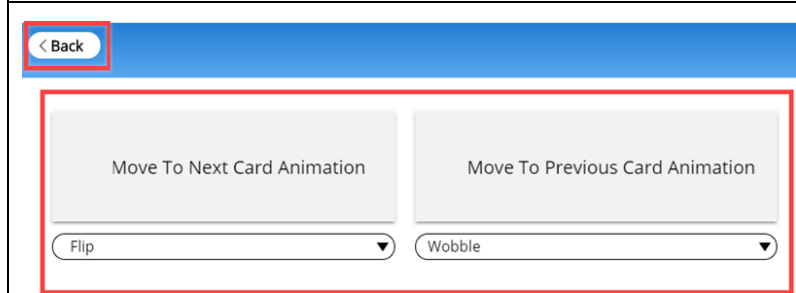 Back
Move To Next Card Animation
Move To Previous Card Animation
Flip
Wobble